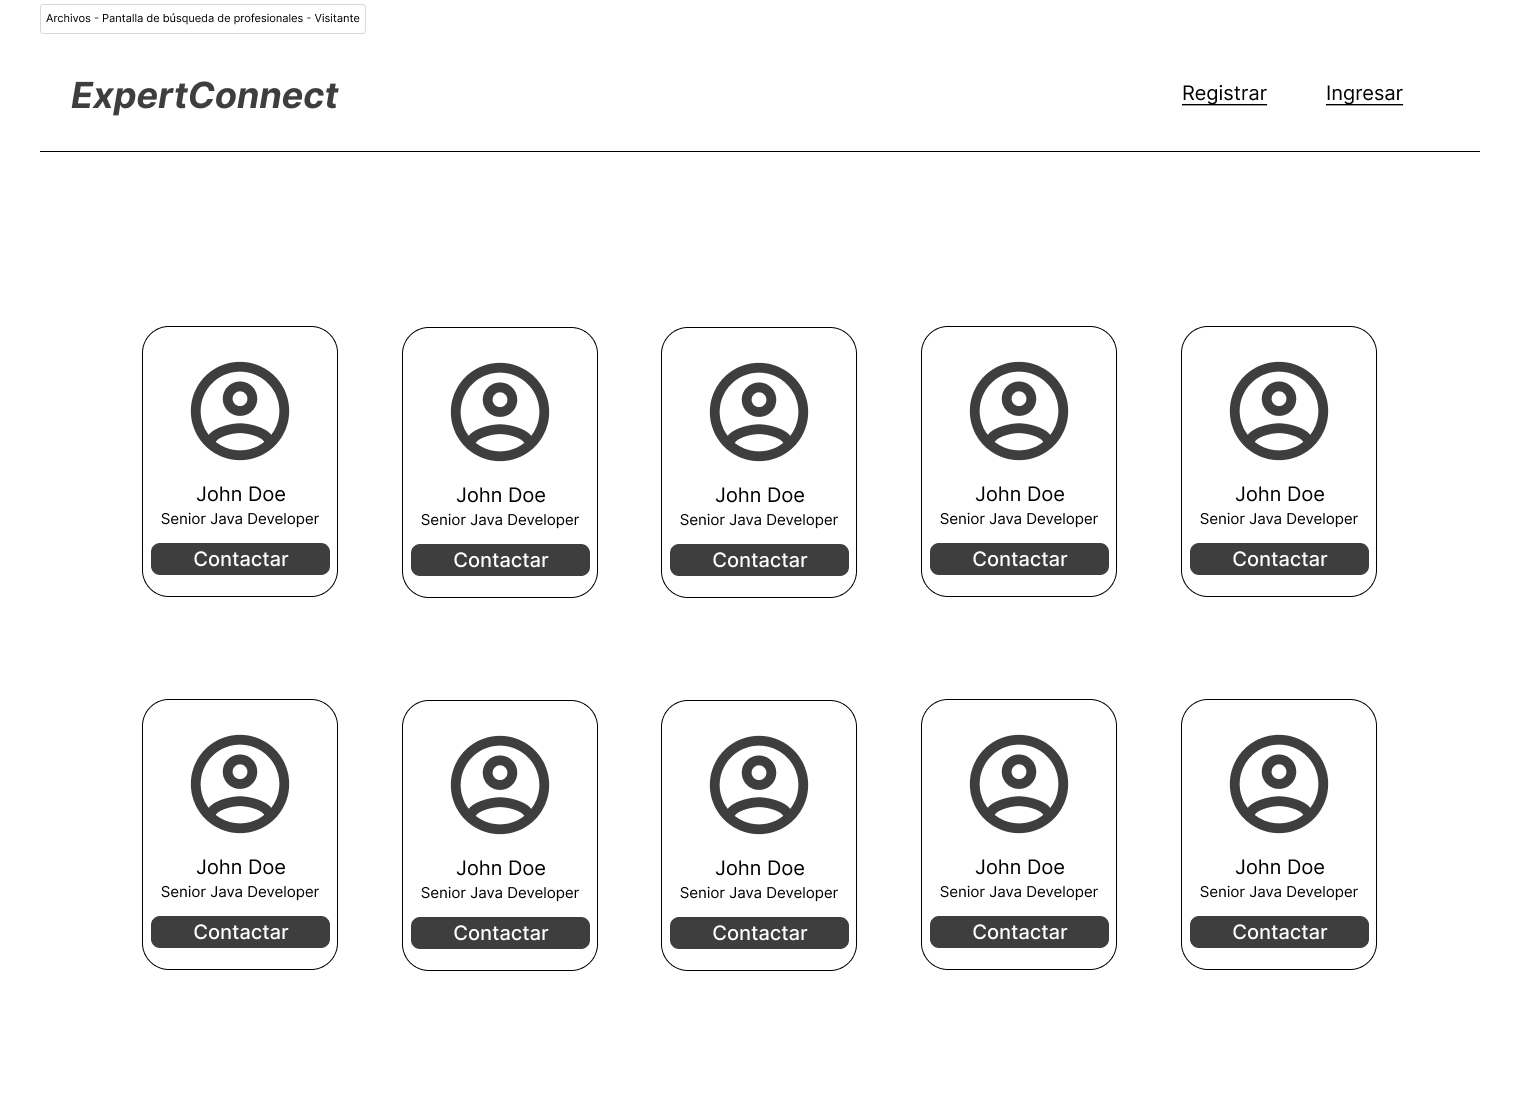 Archivos - Pantalla de búsqueda de profesionales - Visitante
ExpertConnect
Registrar
Ingresar
John Doe
Senior Java Developer
Contactar
John Doe
Senior Java Developer
Contactar
John Doe
Senior Java Developer
Contactar
John Doe
Senior Java Developer
Contactar
John Doe
Senior Java Developer
Contactar
John Doe
Senior Java Developer
Contactar
John Doe
Senior Java Developer
Contactar
John Doe
Senior Java Developer
Contactar
John Doe
Senior Java Developer
Contactar
John Doe
Senior Java Developer
Contactar